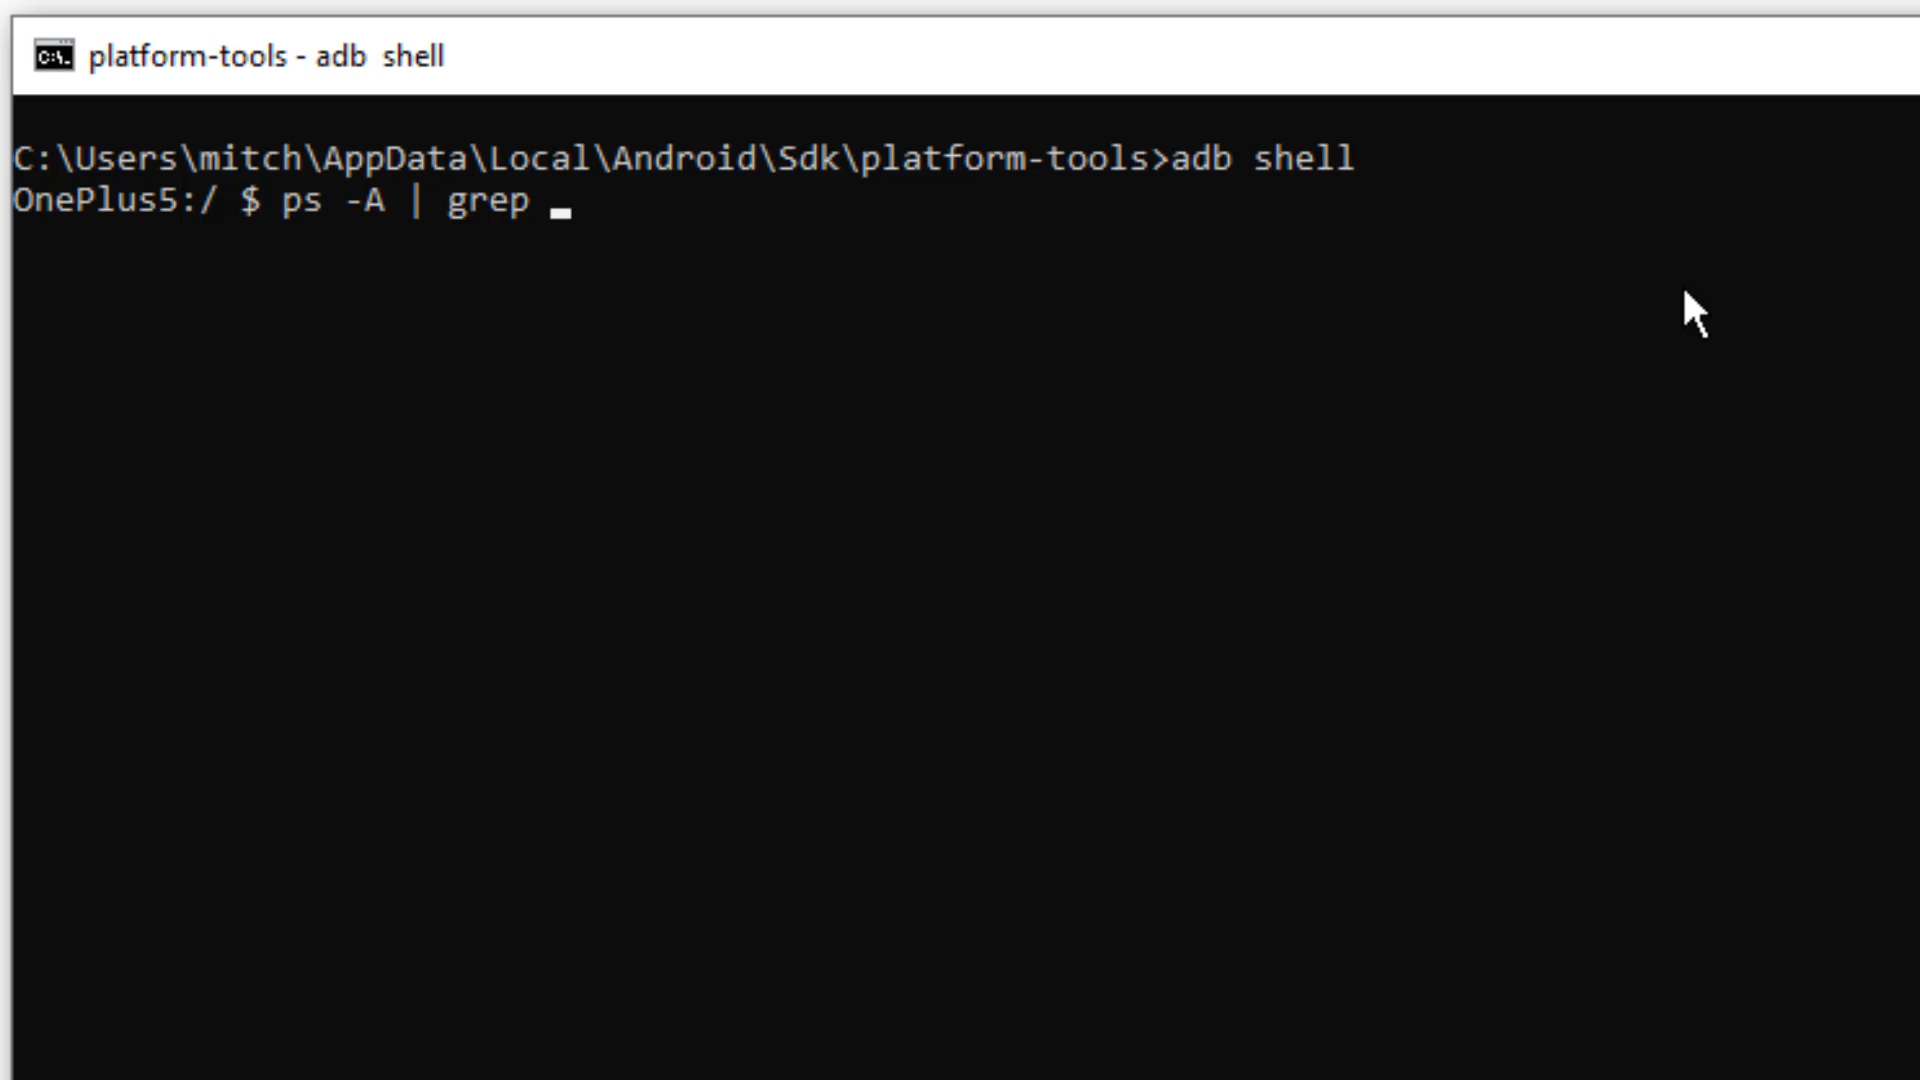 platform-tools - adb  shell
C:\Users\mitch\AppData\Local\Android\Sdk\platform-tools>adb shell
OnePlus5:/ $ ps -A | grep